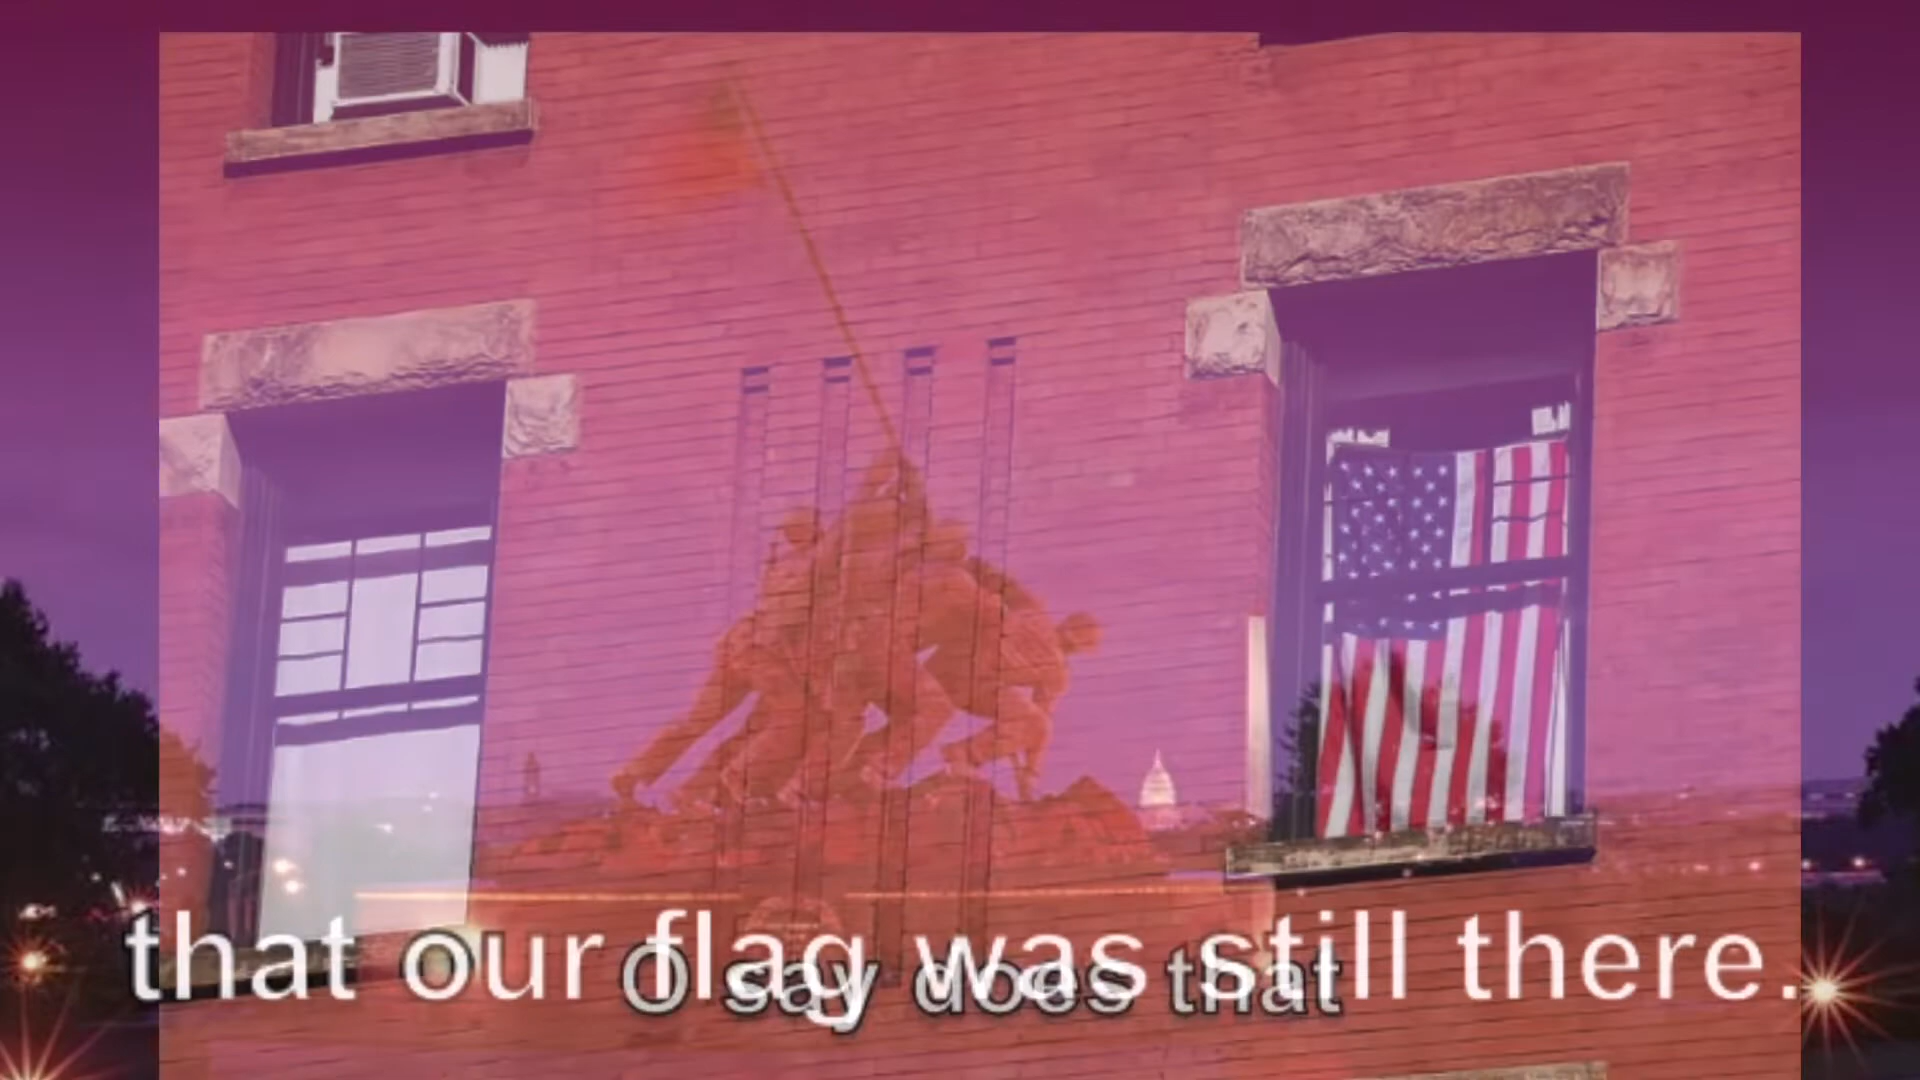 that our flag was still there.
O say does that